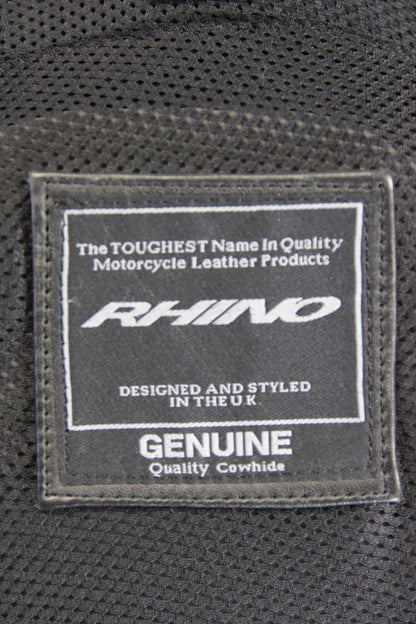 The TOUGHEST Name In Quality
Motorcycle Leather Products
RHINO
DESIGNED AND STYLED
IN THE U.K.
GENUINE
Quality Cowhide